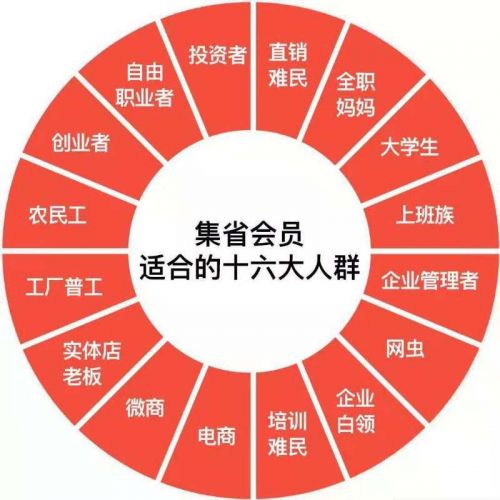 集省会员
适合的十六大人群
投资者
直销
难民
全职
妈妈
大学生
上班族
企业管理者
网虫
企业
白领
培训
难民
电商
微商
实体店
老板
工厂普工
农民工
创业者
自由
职业者